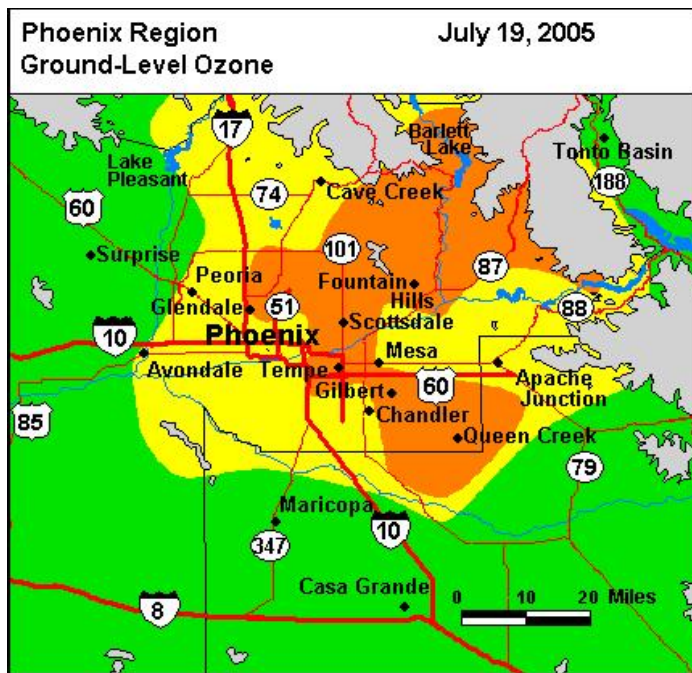 Phoenix Region
July 19, 2005
Ground-Level Ozone
17
Barlett
Lake
Tonto Basin
Lake
Pleasant
74
Cave Creek
188
60
101
Surprise
87
Peoria
Fountain
Hills
Glendale
51
88
10
Phoenix
Scottsdale
Avondale
Tempe
Mesa
Gilbert
60
Apache
Junction
85
Chandler
Queen Creek
79
Maricopa
10
347
Casa Grande
0 10 20 Miles
8